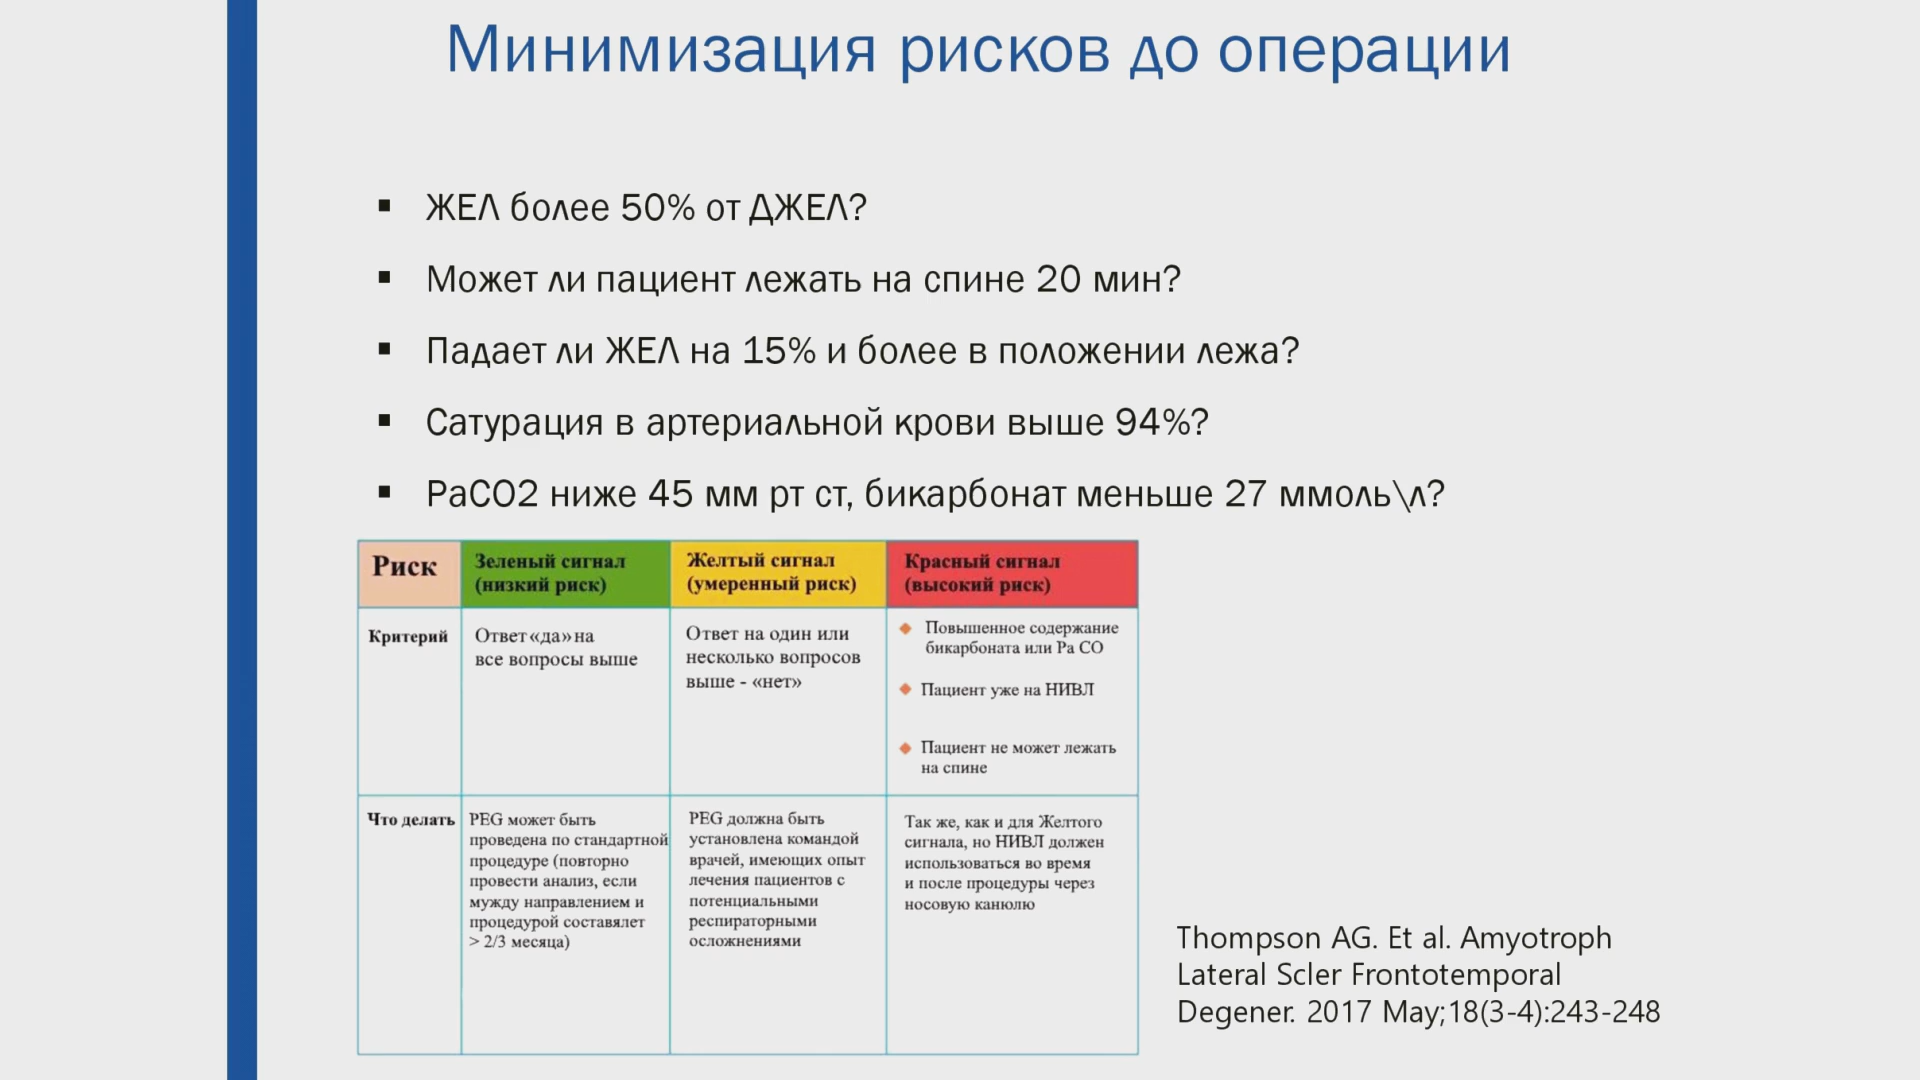 Минимизация рисков до операции
▪ ЖЕЛ более 50% от ДЖЕЛ?
▪ Может ли пациент лежать на спине 20 мин?
▪ Падает ли ЖЕЛ на 15% и более в положении лежа?
▪ Сатурация в артериальной крови выше 94%?
▪ PaCO2 ниже 45 мм рт ст, бикарбонат меньше 27 ммоль\л?
Риск
Зеленый сигнал
(низкий риск)
Желтый сигнал
(умеренный риск)
Красный сигнал
(высокий риск)
Критерий
Ответ «да» на
все вопросы выше
Ответ на один или
несколько вопросов
выше - «нет»
Повышенное содержание
бикарбоната или Pa CO
Пациент уже на НИВЛ
Пациент не может лежать
на спине
Что делать
PEG может быть
проведена по стандартной
процедуре (повторно
провести анализ, если
мужду направлением и
процедурой составялет
> 2/3 месяца)
PEG должна быть
установлена командой
врачей, имеющих опыт
лечения пациентов с
потенциальными
респираторными
осложнениями
Так же, как и для Желтого
сигнала, но НИВЛ должен
использоваться во время
и после процедуры через
носовую канюлю
Thompson AG. Et al. Amyotroph
Lateral Scler Frontotemporal
Degener. 2017 May;18(3-4):243-248